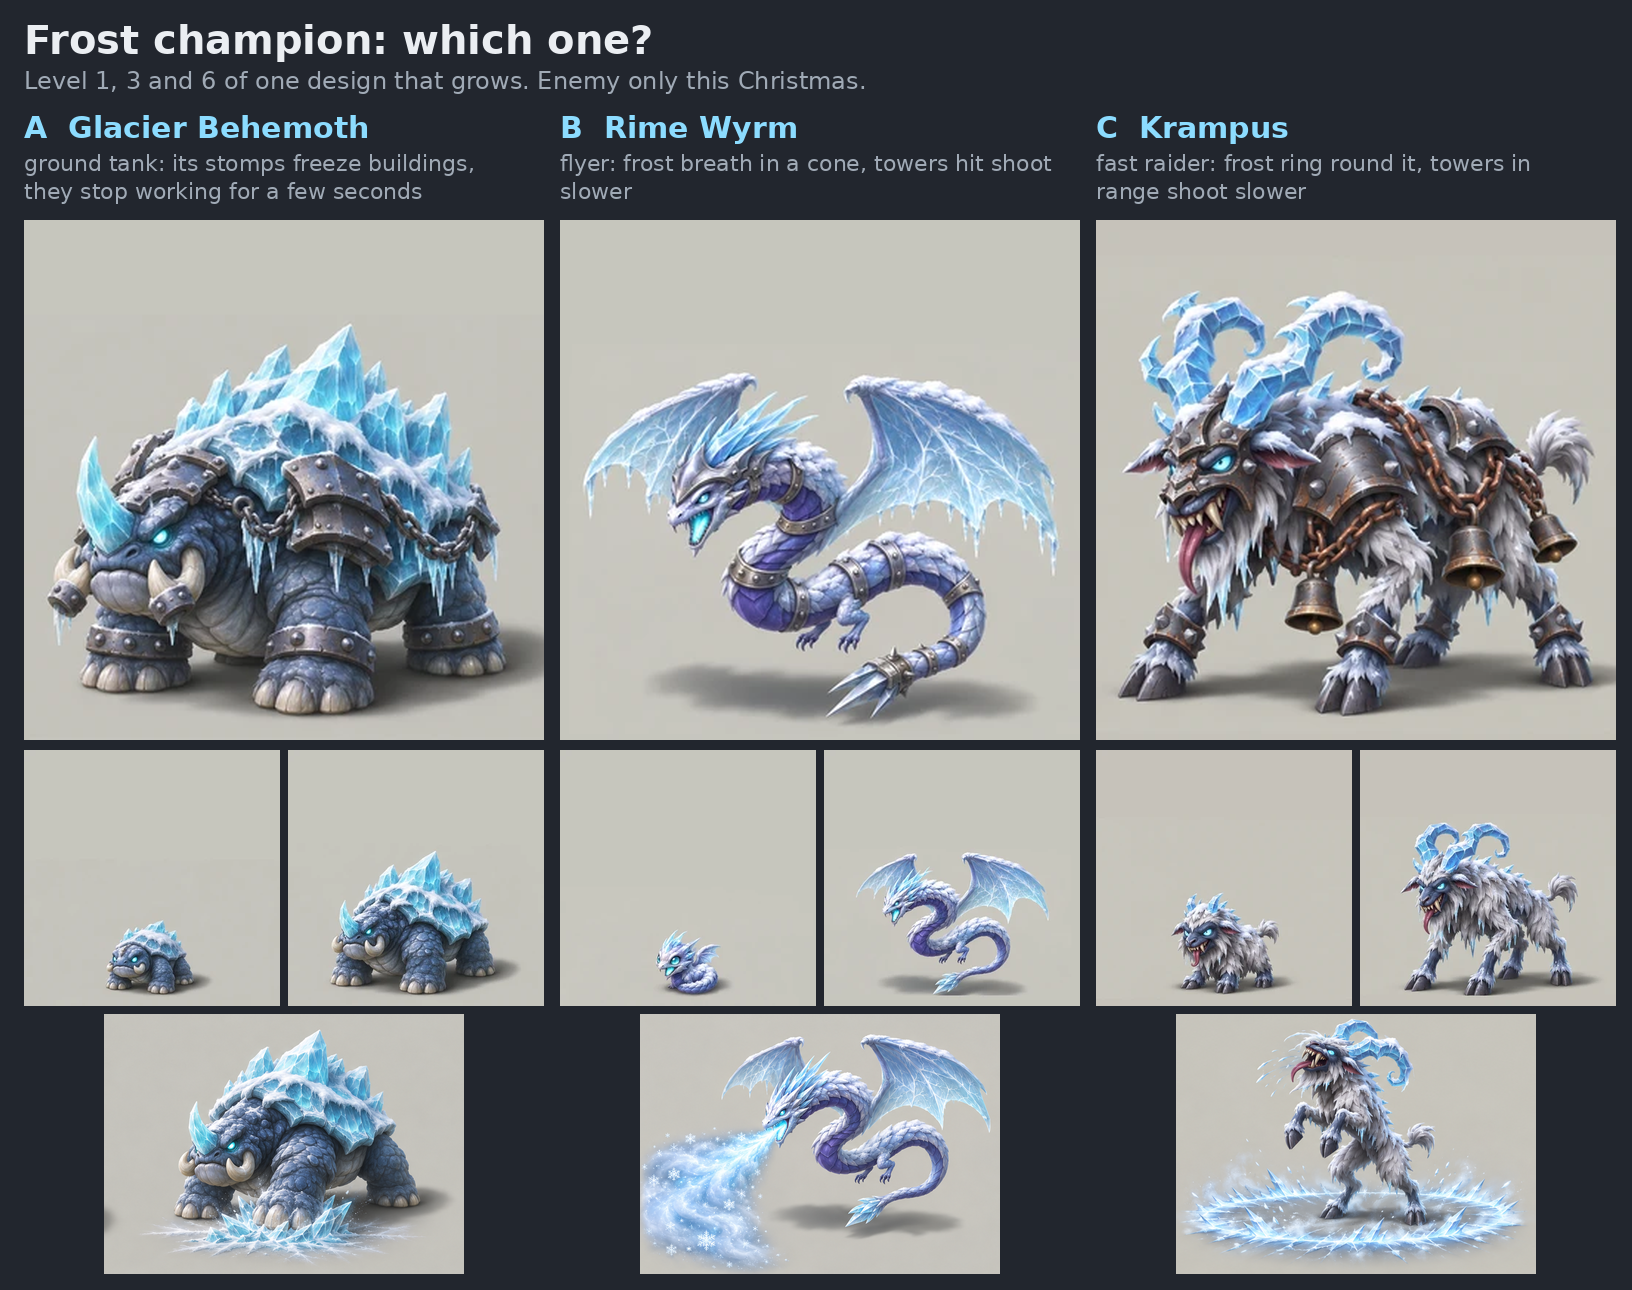 Frost champion: which one?
Level 1, 3 and 6 of one design that grows. Enemy only this Christmas.
A Glacier Behemoth
ground tank: its stomps freeze buildings,
they stop working for a few seconds
B Rime Wyrm
flyer: frost breath in a cone, towers hit shoot
slower
C Krampus
fast raider: frost ring round it, towers in
range shoot slower